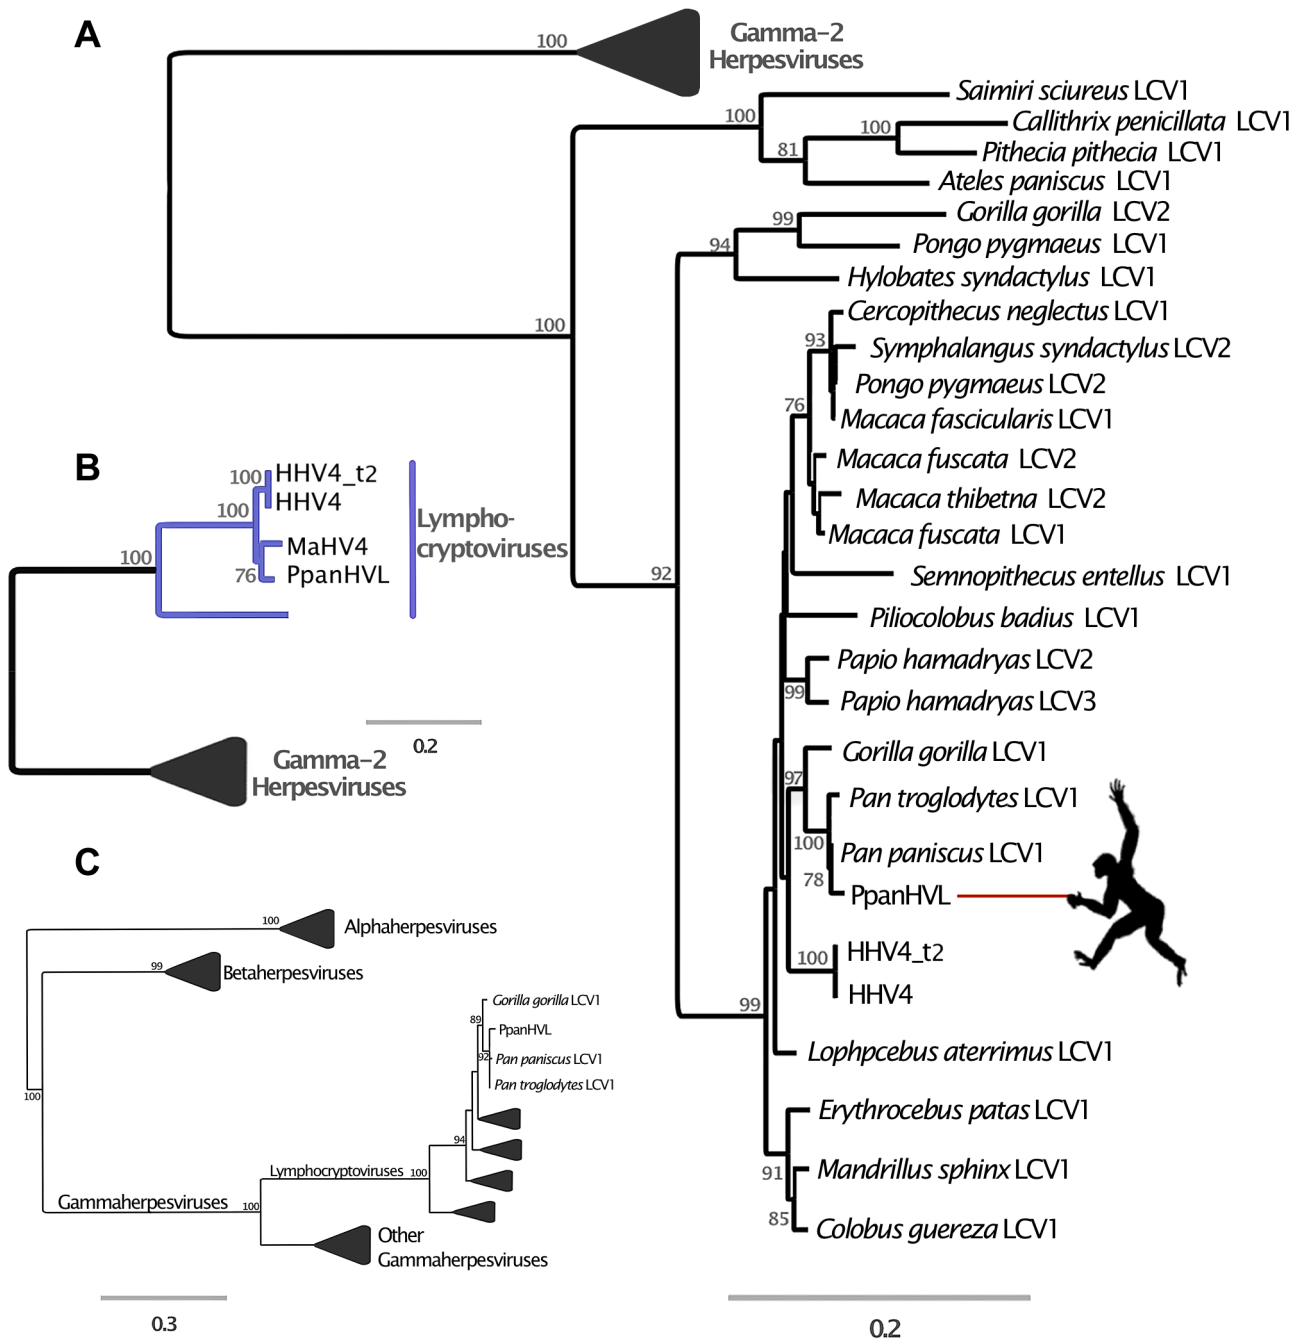 A
100
Gamma-2
Herpesviruses
Saimiri sciureus LCV1
100
Callithrix penicillata LCV1
100
Pithecia pithecia LCV1
81
Ateles paniscus LCV1
Gorilla gorilla LCV2
99
Pongo pygmaeus LCV1
94
Hylobates syndactylus LCV1
100
Cercopithecus neglectus LCV1
93
Symphalangus syndactylus LCV2
Pongo pygmaeus LCV2
76
Macaca fascicularis LCV1
Macaca fuscata LCV2
Macaca thibetna LCV2
Macaca fuscata LCV1
92
Semnopithecus entellus LCV1
Piliocolobus badius LCV1
Papio hamadryas LCV2
99
Papio hamadryas LCV3
Gorilla gorilla LCV1
97
Pan troglodytes LCV1
100
Pan paniscus LCV1
78
PpanHVL
HHV4_t2
100
HHV4
99
Lophpcebus aterrimus LCV1
Erythrocebus patas LCV1
91
Mandrillus sphinx LCV1
85
Colobus guereza LCV1
0.2
B
100
HHV4_t2
HHV4
100
Lympho-
cryptoviruses
MaHV4
100
76
PpanHVL
0.2
Gamma-2
Herpesviruses
C
100
Alphaherpesviruses
99
Betaherpesviruses
Gorilla gorilla LCV1
89
PpanHVL
92
Pan paniscus LCV1
Pan troglodytes LCV1
100
94
Lymphocryptoviruses
100
Gammaherpesviruses
100
Other
Gammaherpesviruses
0.3